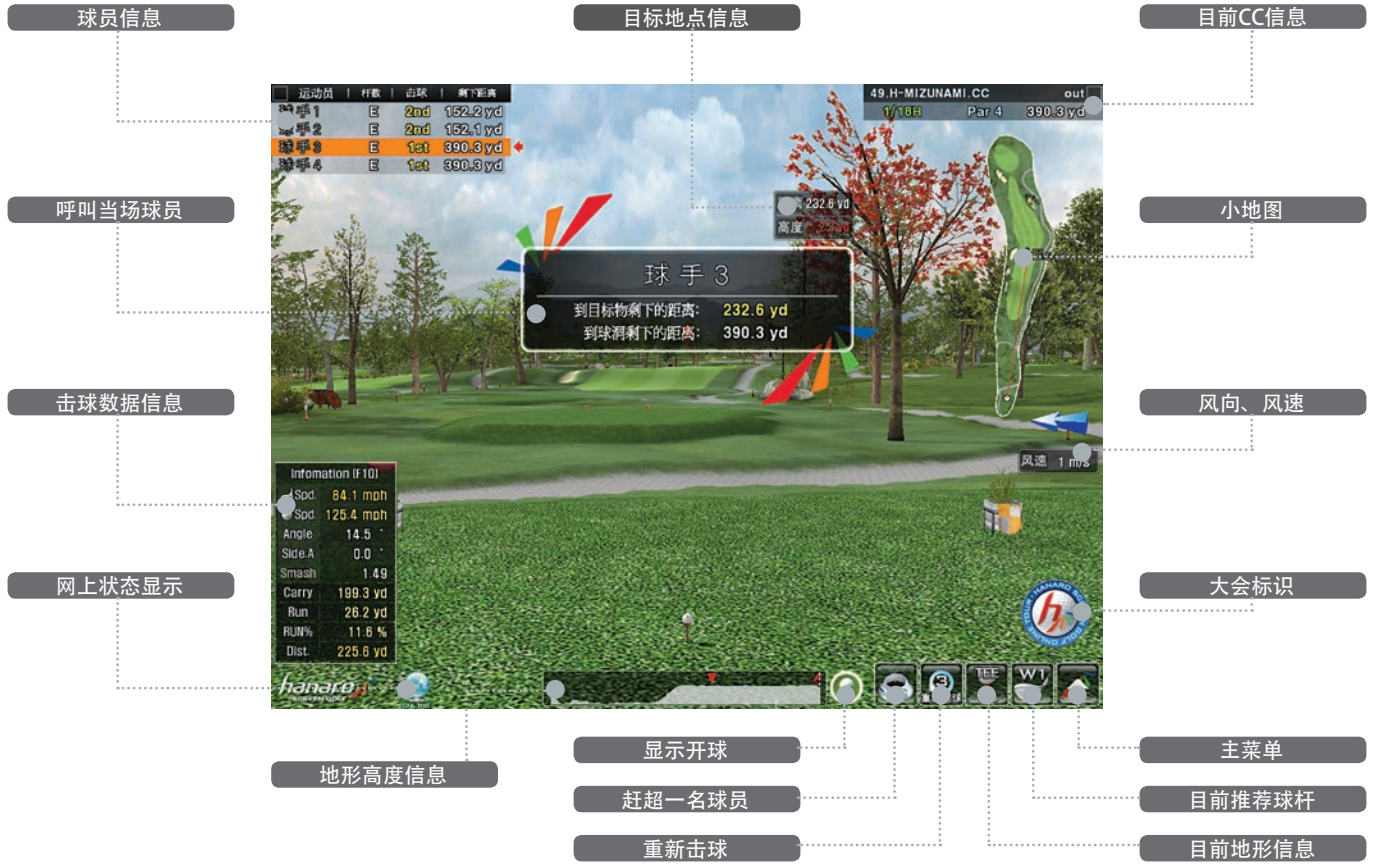 球员信息
目标地点信息
目前CC信息
运动员 | 杆数 | 击球 | 剩下距离
手1 E 2nd 152.2 yd
手2 E 2nd 152.1 yd
球手3 E 1st 390.3 yd
球手4 E 1st 390.3 yd
49.H-MIZUNAMI.CC out
1/18H Par 4 390.3 yd
呼叫当场球员
小地图
232.6 yd
高度
球手3
到目标物剩下的距离: 232.6 yd
到球洞剩下的距离: 390.3 yd
击球数据信息
风向、风速
风速 1 m/s
Infomation [F10]
Spd. 84.1 mph
Spd. 125.4 mph
Angle 14.5 °
Side.A 0.0 °
Smash 1.49
Carry 199.3 yd
Run 26.2 yd
RUN% 11.6 %
Dist. 225.6 yd
网上状态显示
大会标识
HANARO GOLF ONLINE TOUR
hanaro
ONLINE
3
TEE
W1
显示开球
主菜单
地形高度信息
赶超一名球员
目前推荐球杆
重新击球
目前地形信息